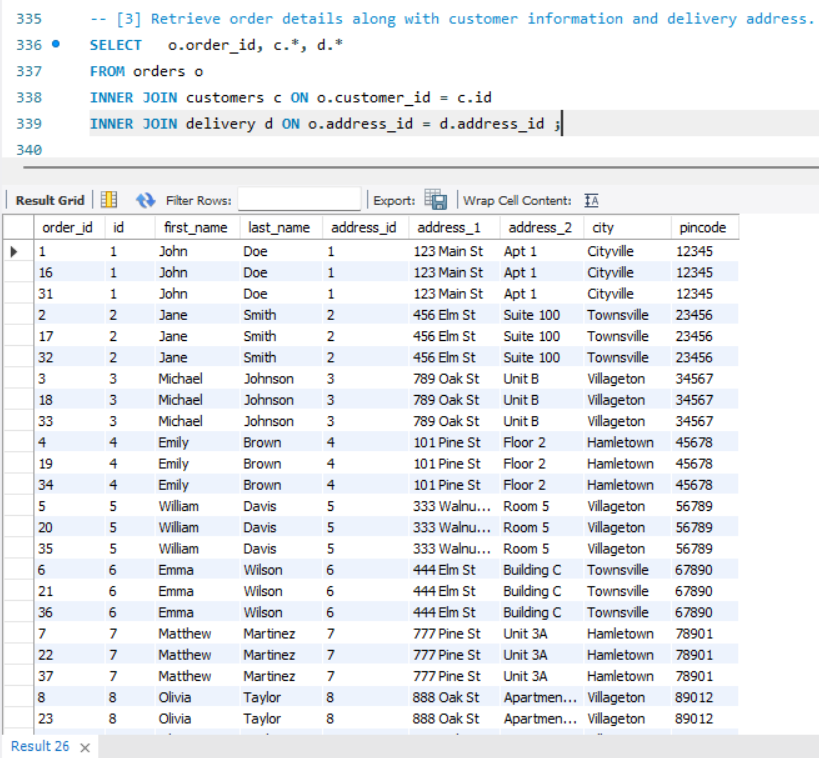 335 -- [3] Retrieve order details along with customer information and delivery address.
336 SELECT o.order_id, c.*, d.*
337 FROM orders o
338 INNER JOIN customers c ON o.customer_id = c.id
339 INNER JOIN delivery d ON o.address_id = d.address_id ;
340
Result Grid Filter Rows: Export: Wrap Cell Content: IA
order_id id first_name last_name address_id address_1 address_2 city pincode
1 1 John Doe 1 123 Main St Apt 1 Cityville 12345
16 1 John Doe 1 123 Main St Apt 1 Cityville 12345
31 1 John Doe 1 123 Main St Apt 1 Cityville 12345
2 2 Jane Smith 2 456 Elm St Suite 100 Townsville 23456
17 2 Jane Smith 2 456 Elm St Suite 100 Townsville 23456
32 2 Jane Smith 2 456 Elm St Suite 100 Townsville 23456
3 3 Michael Johnson 3 789 Oak St Unit B Villageton 34567
18 3 Michael Johnson 3 789 Oak St Unit B Villageton 34567
33 3 Michael Johnson 3 789 Oak St Unit B Villageton 34567
4 4 Emily Brown 4 101 Pine St Floor 2 Hamletown 45678
19 4 Emily Brown 4 101 Pine St Floor 2 Hamletown 45678
34 4 Emily Brown 4 101 Pine St Floor 2 Hamletown 45678
5 5 William Davis 5 333 Walnu... Room 5 Villageton 56789
20 5 William Davis 5 333 Walnu... Room 5 Villageton 56789
35 5 William Davis 5 333 Walnu... Room 5 Villageton 56789
6 6 Emma Wilson 6 444 Elm St Building C Townsville 67890
21 6 Emma Wilson 6 444 Elm St Building C Townsville 67890
36 6 Emma Wilson 6 444 Elm St Building C Townsville 67890
7 7 Matthew Martinez 7 777 Pine St Unit 3A Hamletown 78901
22 7 Matthew Martinez 7 777 Pine St Unit 3A Hamletown 78901
37 7 Matthew Martinez 7 777 Pine St Unit 3A Hamletown 78901
8 8 Olivia Taylor 8 888 Oak St Apartmen... Villageton 89012
23 8 Olivia Taylor 8 888 Oak St Apartmen... Villageton 89012
Result 26